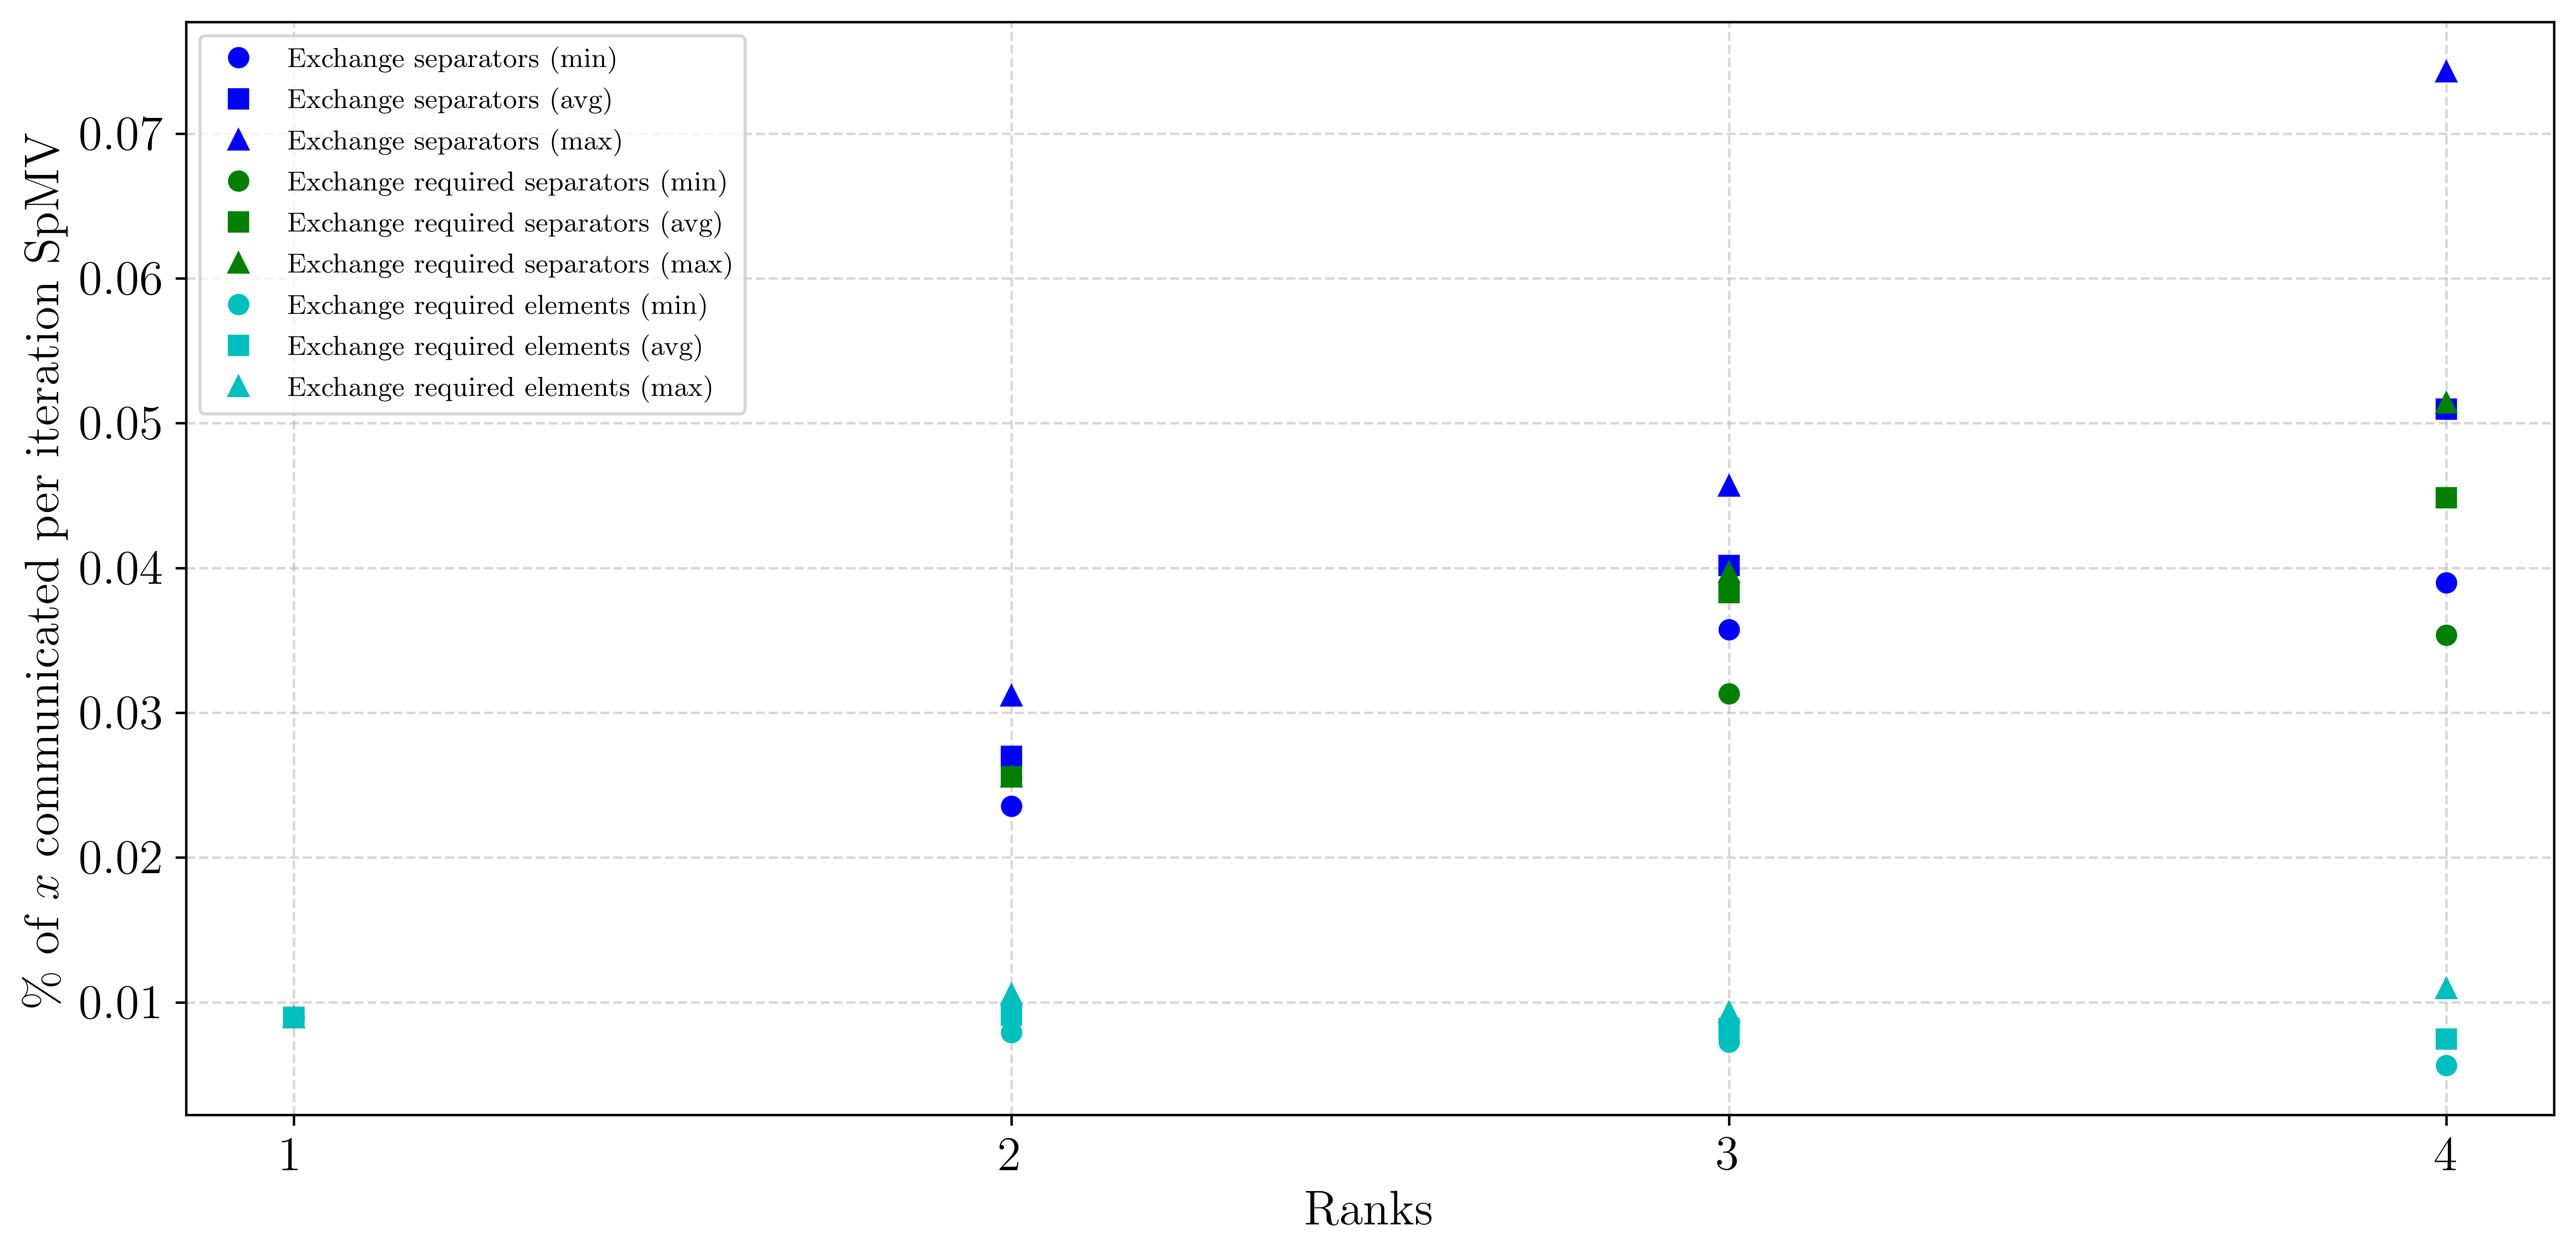 % of x communicated per iteration SpMV
0.07
0.06
0.05
0.04
0.03
0.02
0.01
Exchange separators (min)
Exchange separators (avg)
Exchange separators (max)
Exchange required separators (min)
Exchange required separators (avg)
Exchange required separators (max)
Exchange required elements (min)
Exchange required elements (avg)
Exchange required elements (max)
1 2 3 4
Ranks